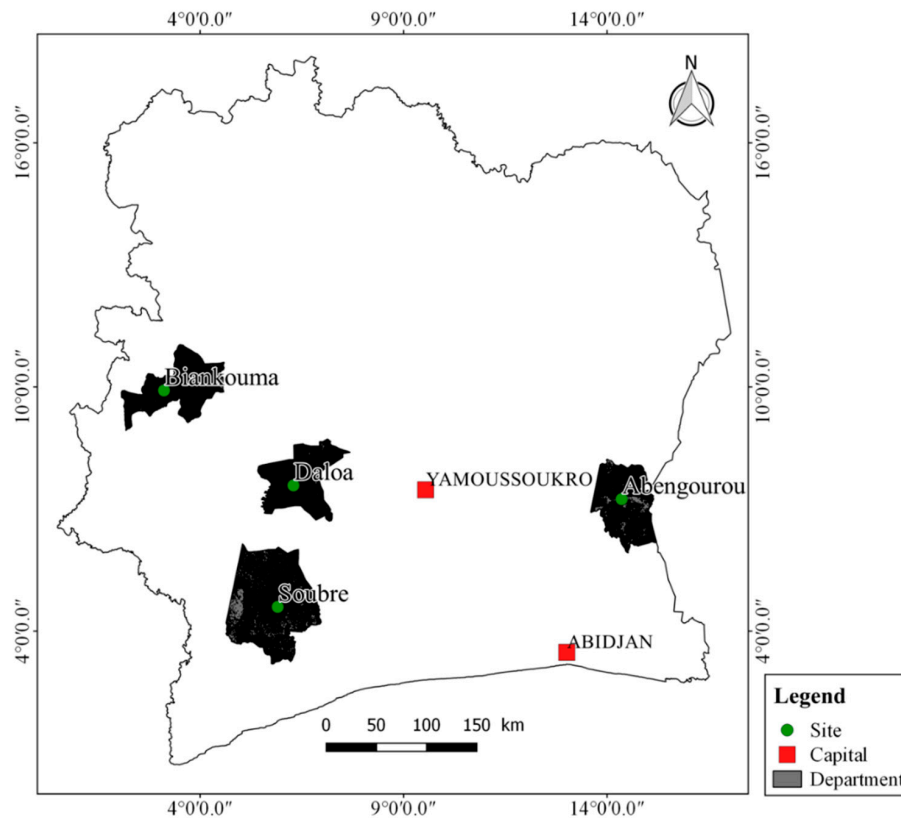 4°0'0.0" 9°0'0.0" 14°0'0.0"
N
16°0'0.0" 16°0'0.0"
10°0'0.0" 10°0'0.0"
Biankouma
Daloa
YAMOUSSOUKRO
Abengourou
Soubre
4°0'0.0" 4°0'0.0"
ABIDJAN
0 50 100 150 km
4°0'0.0" 9°0'0.0" 14°0'0.0"
Legend
Site
Capital
Department